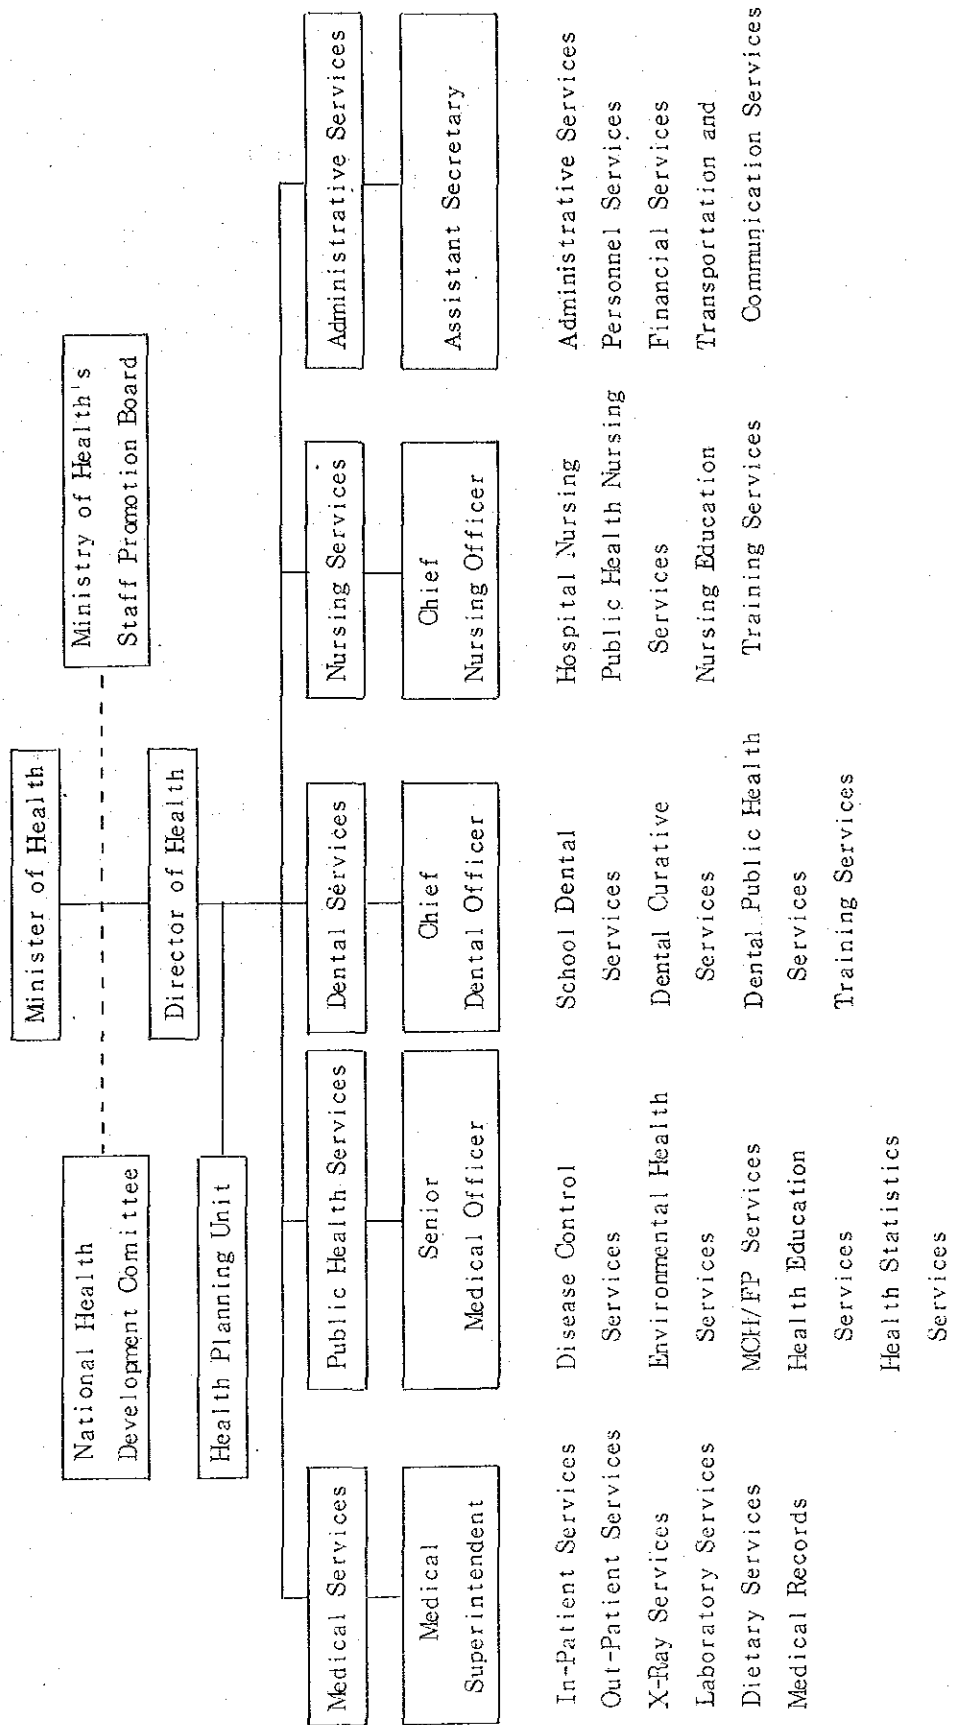 Minister of Health
National Health
Development Comittee
Ministry of Health's
Staff Promotion Board
Director of Health
Health Planning Unit
Medical Services
Public Health Services
Dental Services
Nursing Services
Administrative Services
Medical
Superintendent
Senior
Medical Officer
Chief
Dental Officer
Chief
Nursing Officer
Assistant Secretary
In-Patient Services
Out-Patient Services
X-Ray Services
Laboratory Services
Dietary Services
Medical Records
Disease Control
Services
Environmental Health
Services
MCH/FP Services
Health Education
Services
Health Statistics
Services
School Dental
Services
Dental Curative
Services
Dental Public Health
Services
Training Services
Hospital Nursing
Public Health Nursing
Services
Nursing Education
Training Services
Administrative Services
Personnel Services
Financial Services
Transportation and
Communication Services